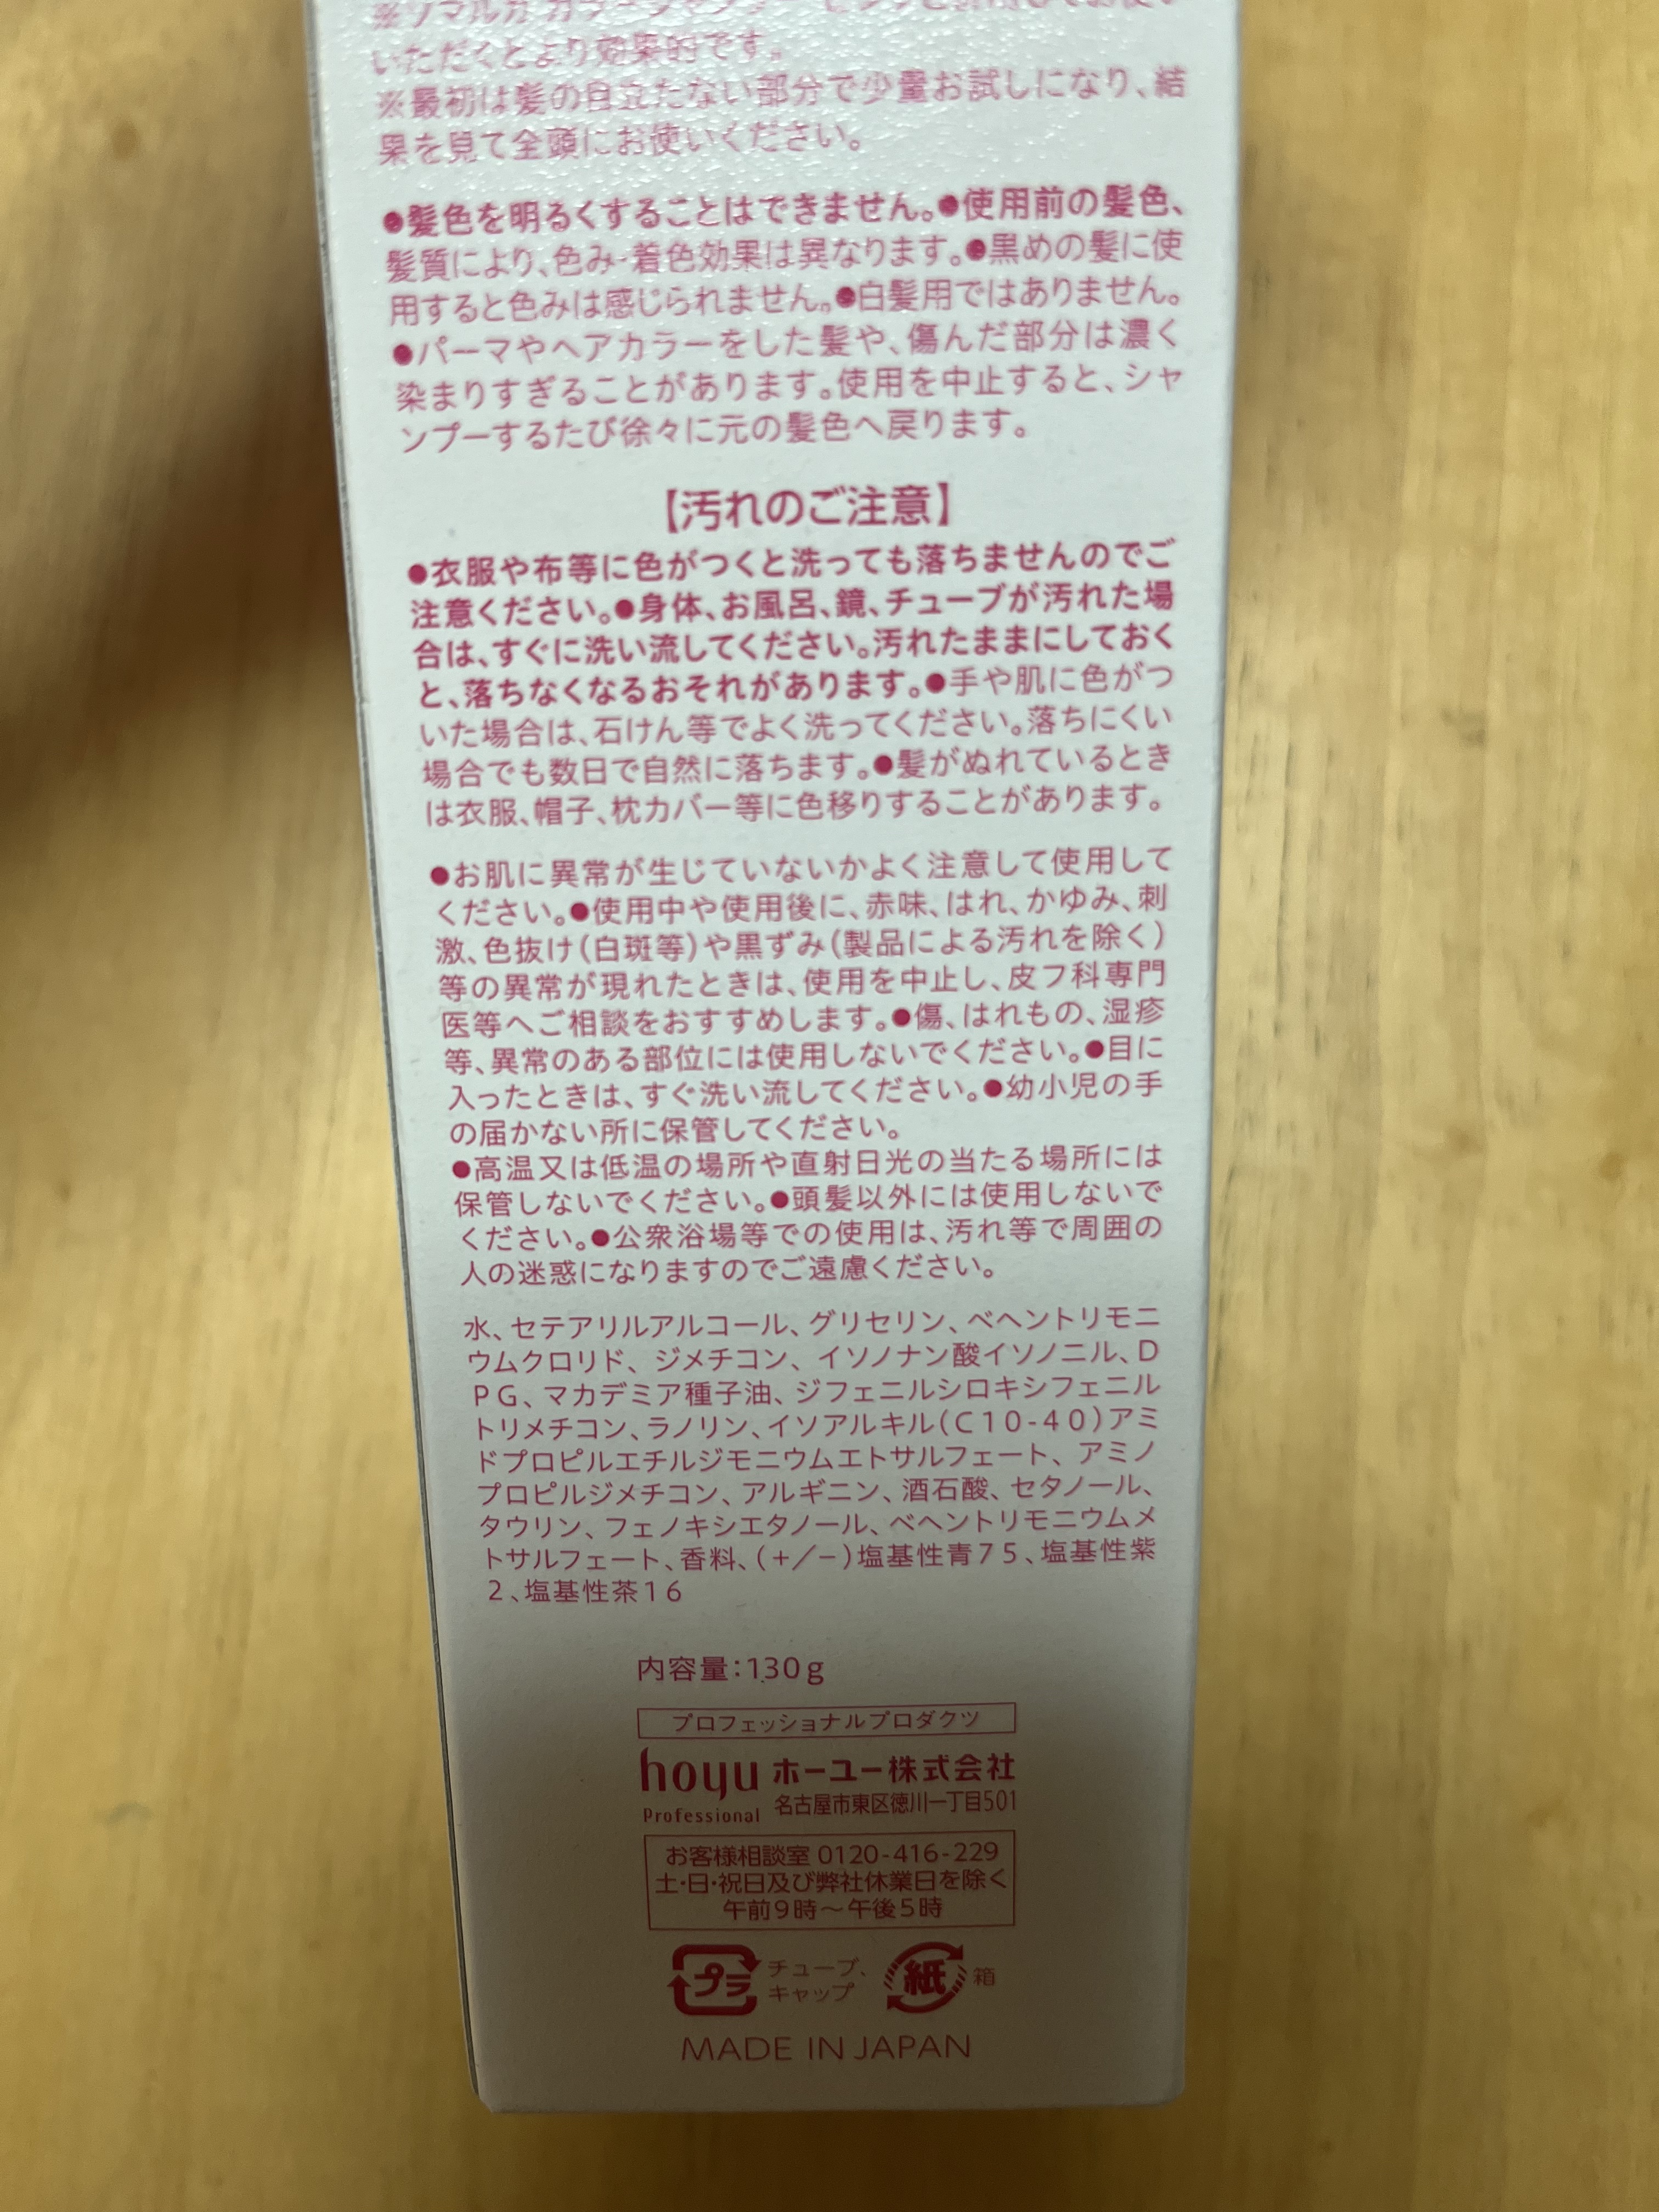 ※ソマルカ カラーシャンプー ピンクと併用してお使い
いただくとより効果的です。
※最初は髪の目立たない部分で少量お試しになり、結
果を見て全頭にお使いください。
●髪色を明るくすることはできません。●使用前の髪色、
髪質により、色み・着色効果は異なります。●黒めの髪に使
用すると色みは感じられません。●白髪用ではありません。
●パーマやヘアカラーをした髪や、傷んだ部分は濃く
染まりすぎることがあります。使用を中止すると、シャ
ンプーするたび徐々に元の髪色へ戻ります。
【汚れのご注意】
●衣服や布等に色がつくと洗っても落ちませんのでご
注意ください。●身体、お風呂、鏡、チューブが汚れた場
合は、すぐに洗い流してください。汚れたままにしておく
と、落ちなくなるおそれがあります。●手や肌に色がつ
いた場合は、石けん等でよく洗ってください。落ちにくい
場合でも数日で自然に落ちます。●髪がぬれているとき
は衣服、帽子、枕カバー等に色移りすることがあります。
●お肌に異常が生じていないかよく注意して使用して
ください。●使用中や使用後に、赤味、はれ、かゆみ、刺
激、色抜け（白斑等）や黒ずみ（製品による汚れを除く）
等の異常が現れたときは、使用を中止し、皮フ科専門
医等へご相談をおすすめします。●傷、はれもの、湿疹
等、異常のある部位には使用しないでください。●目に
入ったときは、すぐ洗い流してください。●幼小児の手
の届かない所に保管してください。
●高温又は低温の場所や直射日光の当たる場所には
保管しないでください。●頭髪以外には使用しないで
ください。●公衆浴場等での使用は、汚れ等で周囲の
人の迷惑になりますのでご遠慮ください。
水、セテアリルアルコール、グリセリン、ベヘントリモニ
ウムクロリド、ジメチコン、イソノナン酸イソノニル、Ｄ
ＰＧ、マカデミア種子油、ジフェニルシロキシフェニル
トリメチコン、ラノリン、イソアルキル（Ｃ１０-４０）アミ
ドプロピルエチルジモニウムエトサルフェート、アミノ
プロピルジメチコン、アルギニン、酒石酸、セタノール、
タウリン、フェノキシエタノール、ベヘントリモニウムメ
トサルフェート、香料、（＋／－）塩基性青７５、塩基性紫
２、塩基性茶１６
内容量：130g
プロフェッショナルプロダクツ
hoyu ホーユー株式会社
Professional 名古屋市東区徳川一丁目501
お客様相談室 0120-416-229
土・日・祝日及び弊社休業日を除く
午前9時～午後5時
プラ チューブ、
キャップ
紙 箱
MADE IN JAPAN